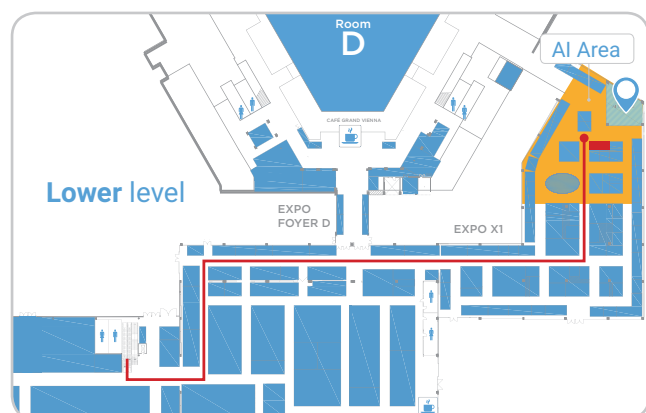 Room
D
AI Area
CAFE GRAND VIENNA
Lower level
EXPO
FOYER D
EXPO X1